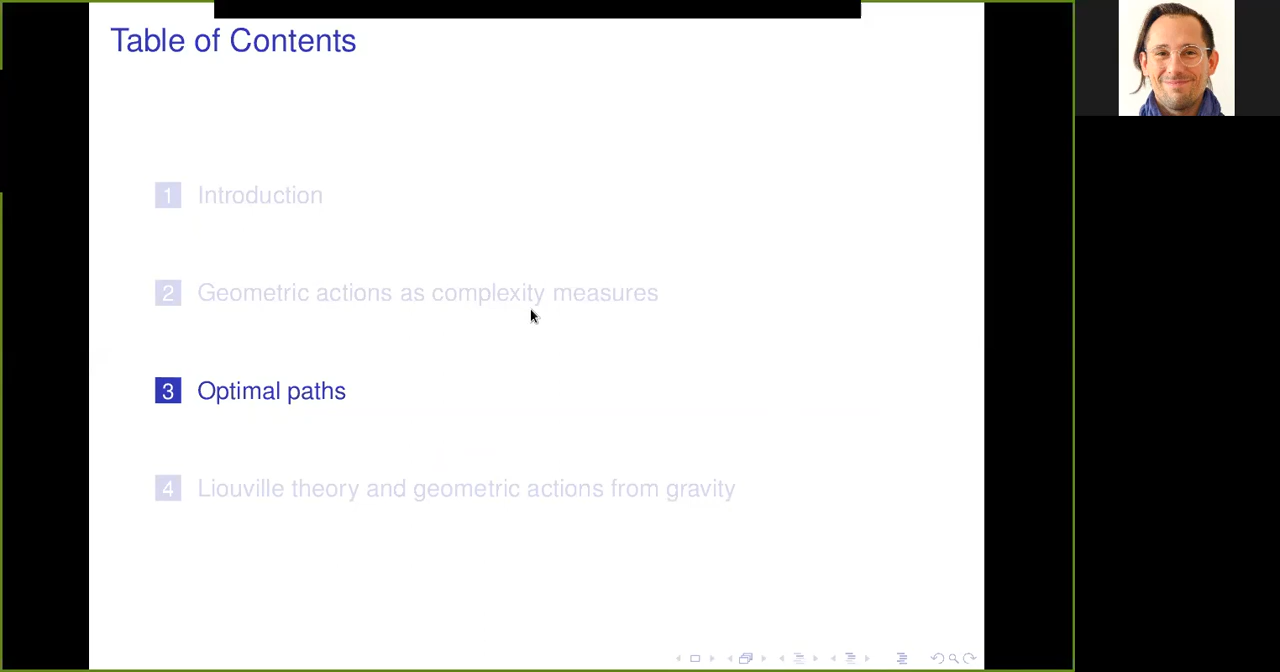 Table of Contents
1 Introduction
2 Geometric actions as complexity measures
3 Optimal paths
4 Liouville theory and geometric actions from gravity